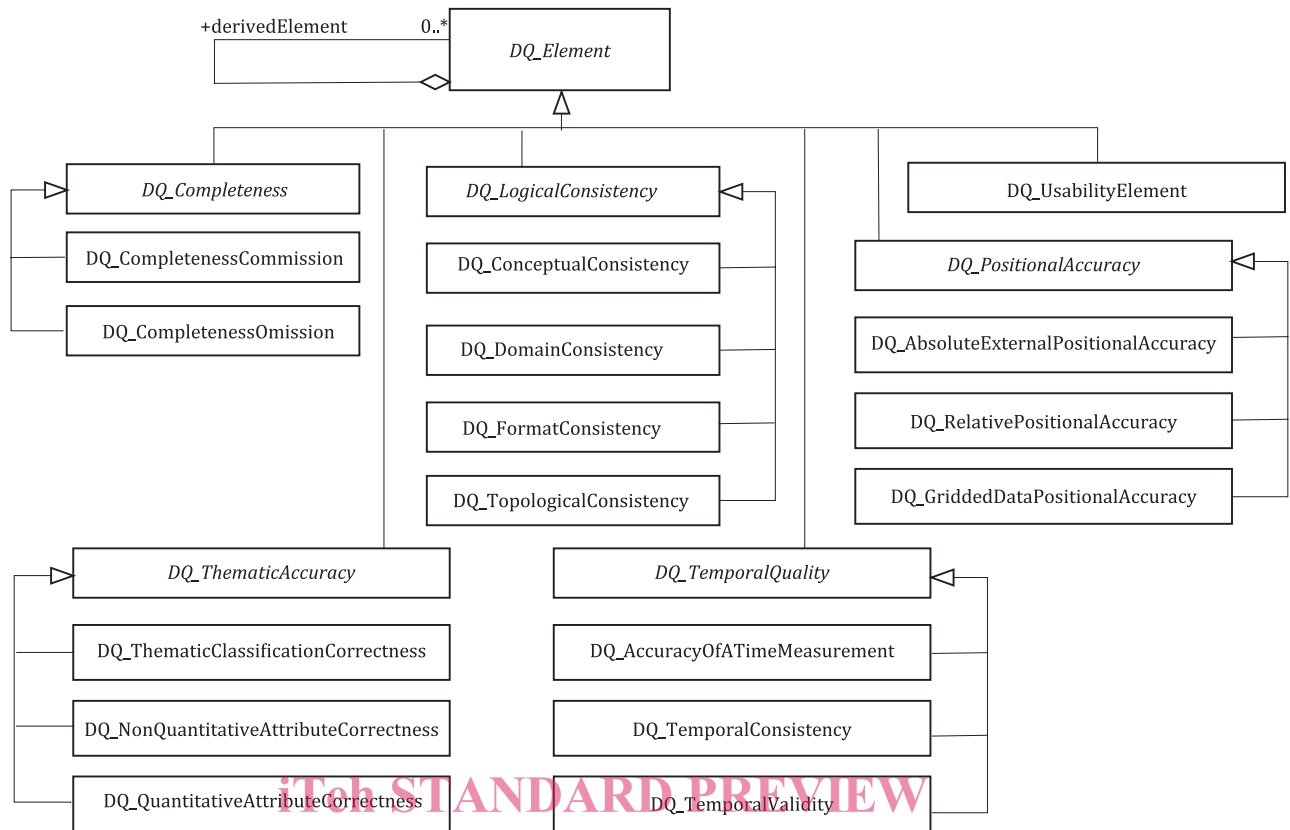 +derivedElement 0..*
DQ_Element
DQ_Completeness
DQ_CompletenessCommission
DQ_CompletenessOmission
DQ_LogicalConsistency
DQ_ConceptualConsistency
DQ_DomainConsistency
DQ_FormatConsistency
DQ_TopologicalConsistency
DQ_UsabilityElement
DQ_PositionalAccuracy
DQ_AbsoluteExternalPositionalAccuracy
DQ_RelativePositionalAccuracy
DQ_GriddedDataPositionalAccuracy
DQ_ThematicAccuracy
DQ_ThematicClassificationCorrectness
DQ_NonQuantitativeAttributeCorrectness
DQ_QuantitativeAttributeCorrectness
DQ_TemporalQuality
DQ_AccuracyOfATimeMeasurement
DQ_TemporalConsistency
DQ_TemporalValidity
iTeh STANDARD PREVIEW